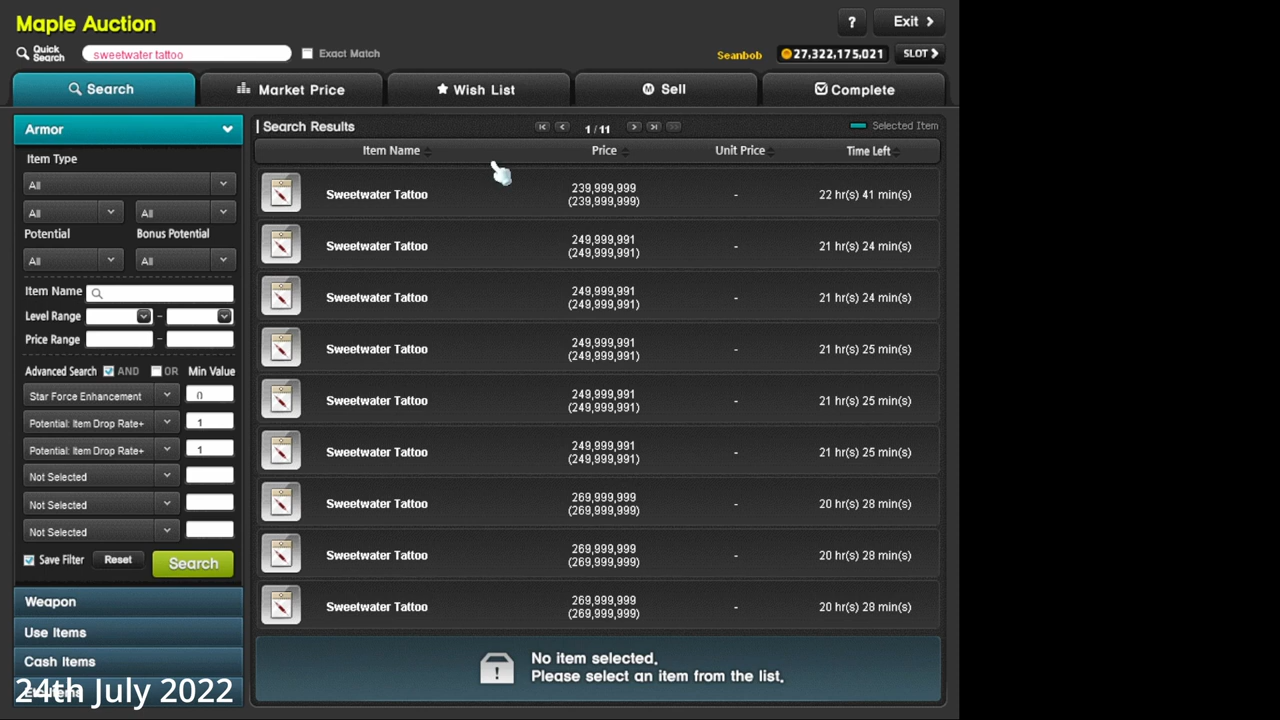 Maple Auction
? Exit >
Quick Search sweetwater tattoo Exact Match Seanbob 27,322,175,021 SLOT >
Search Market Price Wish List Sell Complete
Armor
Item Type
All
All All
Potential Bonus Potential
All All
Item Name
Level Range -
Price Range -
Advanced Search AND OR Min Value
Star Force Enhancement 0
Potential: Item Drop Rate+ 1
Potential: Item Drop Rate+ 1
Not Selected
Not Selected
Not Selected
Save Filter Reset Search
Weapon
Use Items
Cash Items
24th July 2022
Search Results 1 / 11 Selected Item
Item Name Price Unit Price Time Left
Sweetwater Tattoo 239,999,999 (239,999,999) - 22 hr(s) 41 min(s)
Sweetwater Tattoo 249,999,991 (249,999,991) - 21 hr(s) 24 min(s)
Sweetwater Tattoo 249,999,991 (249,999,991) - 21 hr(s) 24 min(s)
Sweetwater Tattoo 249,999,991 (249,999,991) - 21 hr(s) 25 min(s)
Sweetwater Tattoo 249,999,991 (249,999,991) - 21 hr(s) 25 min(s)
Sweetwater Tattoo 249,999,991 (249,999,991) - 21 hr(s) 25 min(s)
Sweetwater Tattoo 269,999,999 (269,999,999) - 20 hr(s) 28 min(s)
Sweetwater Tattoo 269,999,999 (269,999,999) - 20 hr(s) 28 min(s)
Sweetwater Tattoo 269,999,999 (269,999,999) - 20 hr(s) 28 min(s)
No item selected.
Please select an item from the list.